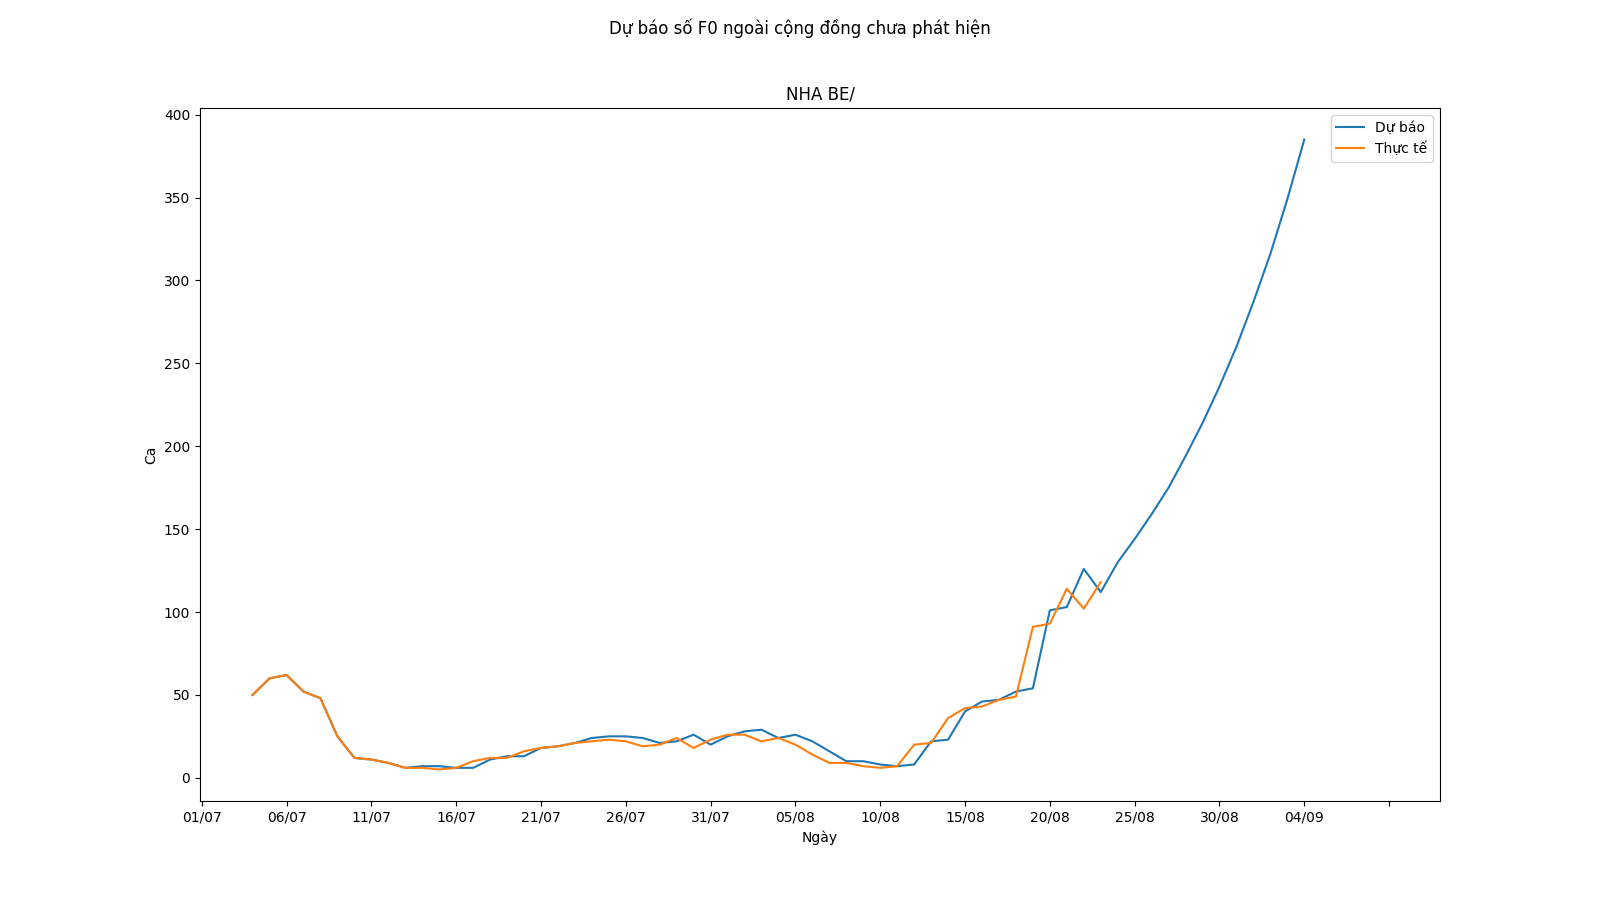 Dự báo số F0 ngoài cộng đồng chưa phát hiện
NHA BE/
Dự báo
Thực tế
400
350
300
250
200
150
100
50
0
Ca
01/07 06/07 11/07 16/07 21/07 26/07 31/07 05/08 10/08 15/08 20/08 25/08 30/08 04/09
Ngày